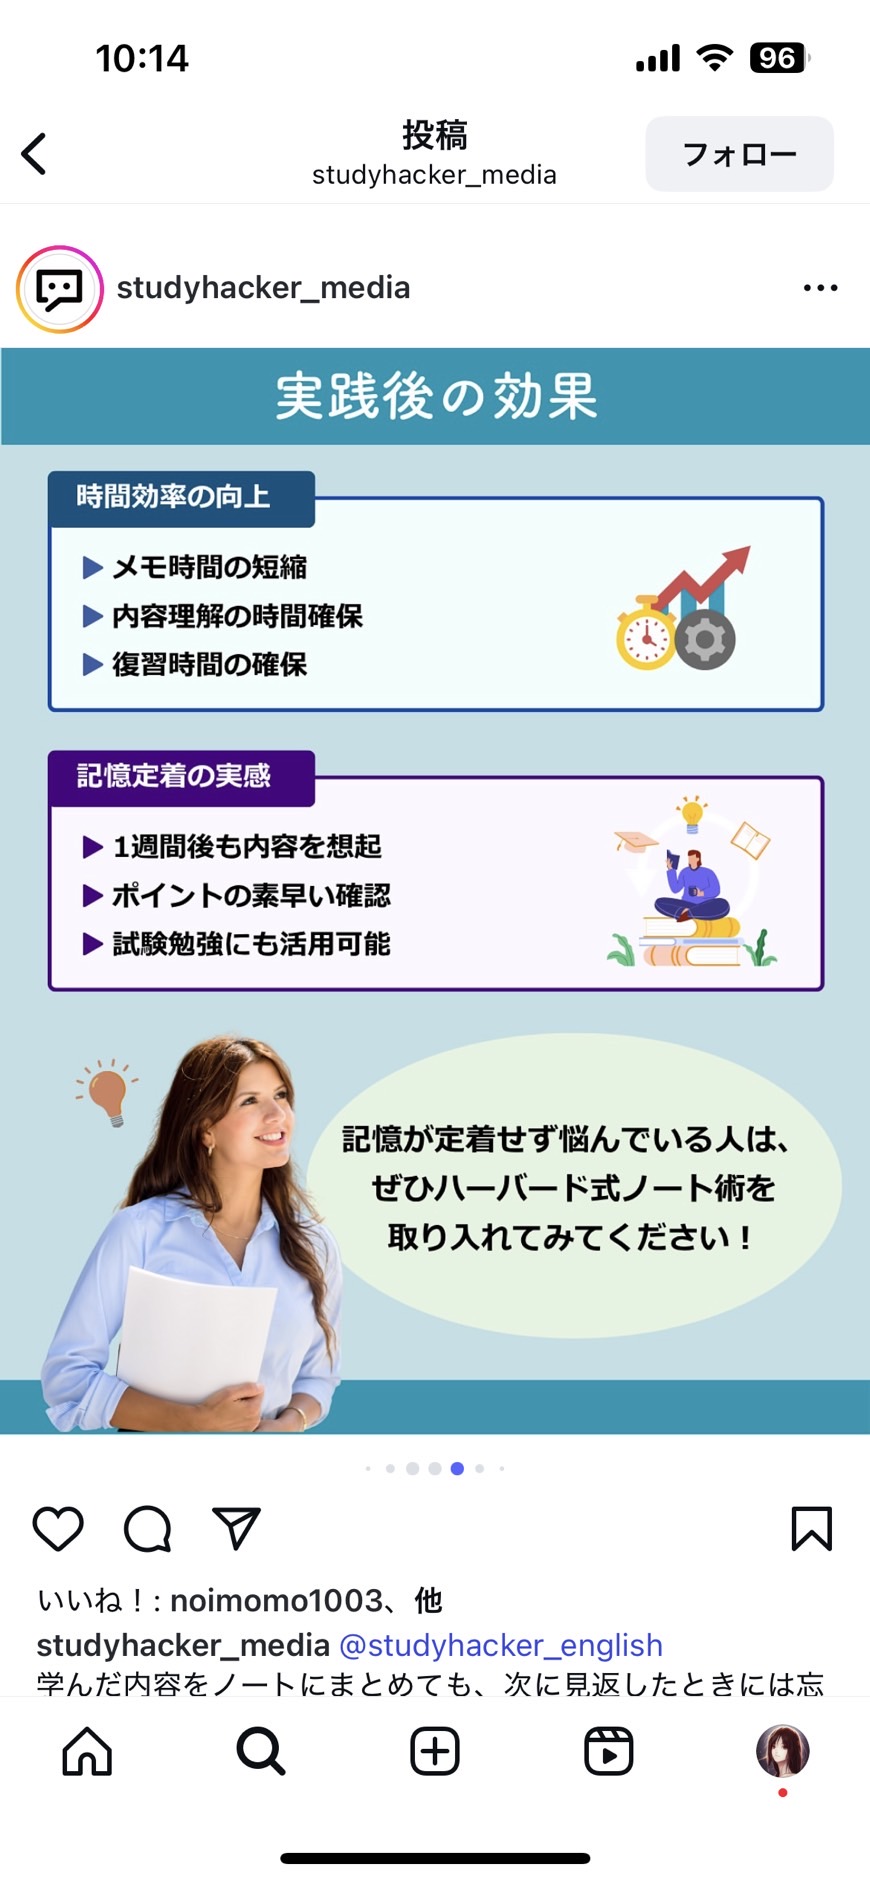 10:14
96
投稿
studyhacker_media
フォロー
studyhacker_media
実践後の効果
時間効率の向上
メモ時間の短縮
内容理解の時間確保
復習時間の確保
記憶定着の実感
1週間後も内容を想起
ポイントの素早い確認
試験勉強にも活用可能
記憶が定着せず悩んでいる人は、
ぜひハーバード式ノート術を
取り入れてみてください！
いいね！: noimomo1003、他
studyhacker_media @studyhacker_english
学んだ内容をノートにまとめても、次に見返したときには忘